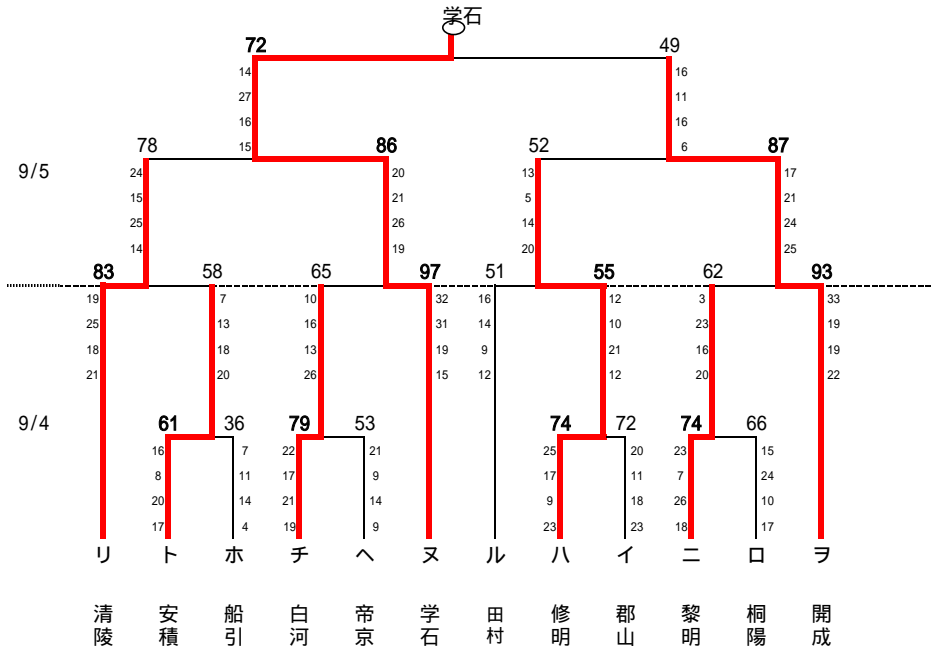 学石
72 49
14 16
27 11
16 16
15 6
78 86 52 87
9/5
24 20 13 17
15 21 5 21
25 26 14 24
14 19 20 25
83 58 65 97 51 55 62 93
19 7 10 32 16 12 3 33
25 13 16 31 14 10 23 19
18 18 13 19 9 21 16 19
21 20 26 15 12 12 20 22
9/4
61 36 79 53 74 72 74 66
16 7 22 21 25 20 23 15
8 11 17 9 17 11 7 24
20 14 21 14 9 18 26 10
17 4 19 9 23 23 18 17
リ ト ホ チ ヘ ヌ ル ハ イ ニ ロ ヲ
清陵 安積 船引 白河 帝京 学石 田村 修明 郡山 黎明 桐陽 開成